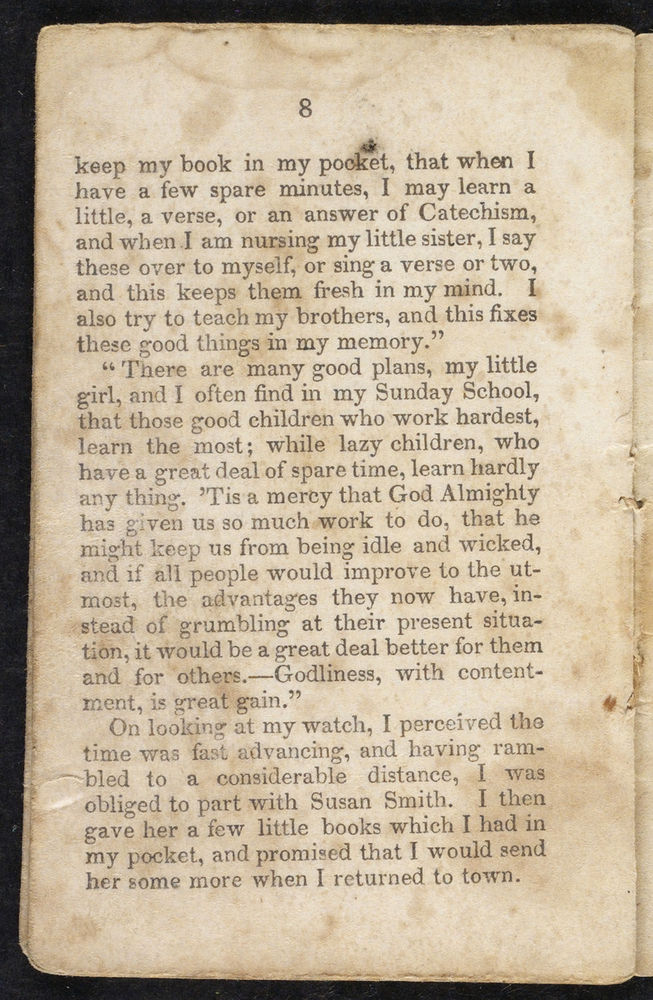 8
keep my book in my pocket, that when I
have a few spare minutes, I may learn a
little, a verse, or an answer of Catechism,
and when I am nursing my little sister, I say
these over to myself, or sing a verse or two,
and this keeps them fresh in my mind. I
also try to teach my brothers, and this fixes
these good things in my memory.”
“ There are many good plans, my little
girl, and I often find in my Sunday School,
that those good children who work hardest,
learn the most; while lazy children, who
have a great deal of spare time, learn hardly
any thing. ’Tis a mercy that God Almighty
has given us so much work to do, that he
might keep us from being idle and wicked,
and if all people would improve to the ut-
most, the advantages they now have, in-
stead of grumbling at their present situa-
tion, it would be a great deal better for them
and for others.—Godliness, with content-
ment, is great gain.”
On looking at my watch, I perceived the
time was fast advancing, and having ram-
bled to a considerable distance, I was
obliged to part with Susan Smith. I then
gave her a few little books which I had in
my pocket, and promised that I would send
her some more when I returned to town.